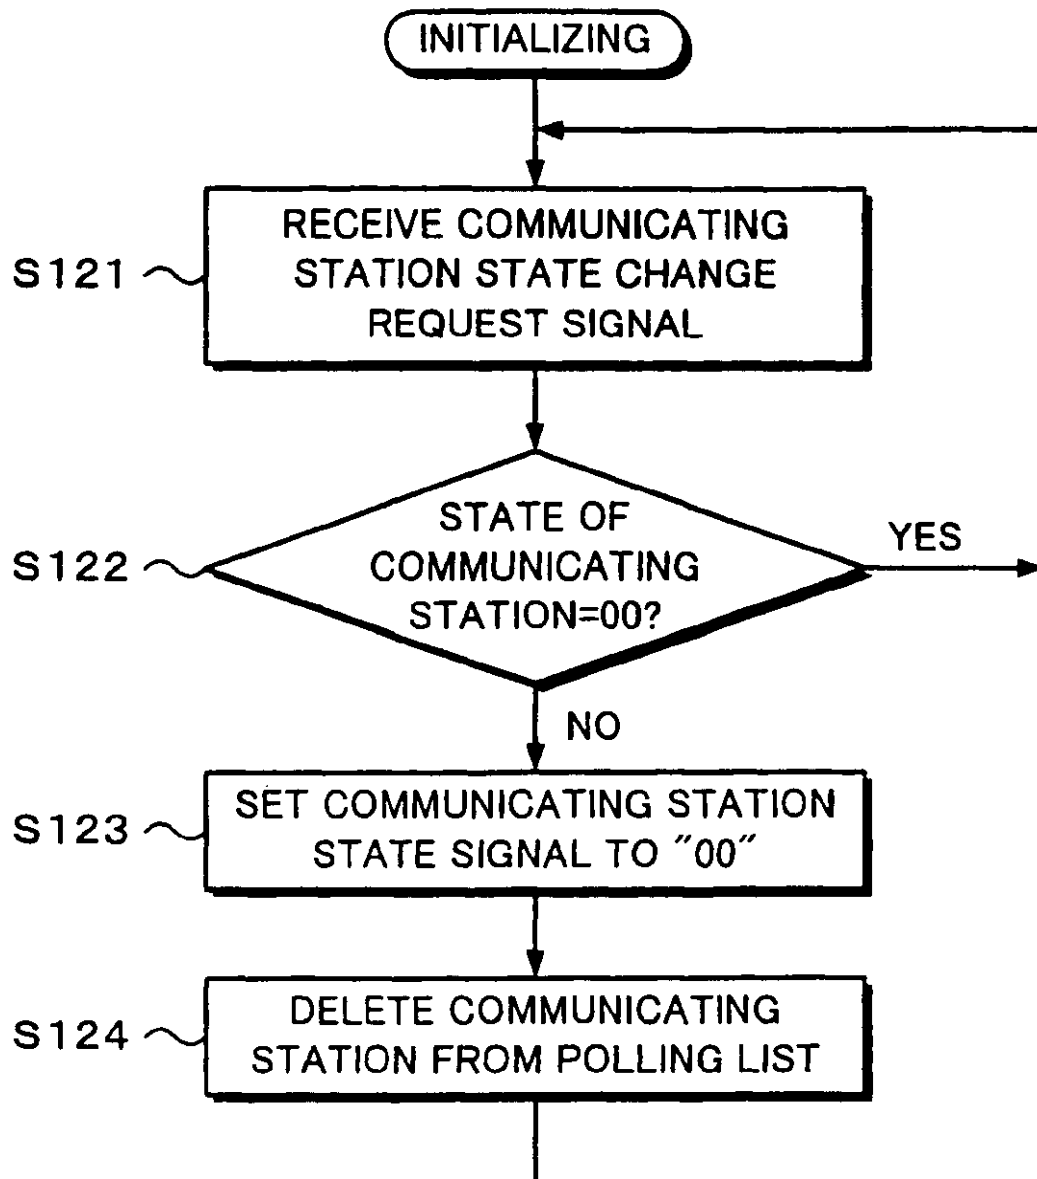 INITIALIZING
S121
RECEIVE COMMUNICATING
STATION STATE CHANGE
REQUEST SIGNAL
S122
STATE OF
COMMUNICATING
STATION=00?
YES
NO
S123
SET COMMUNICATING STATION
STATE SIGNAL TO "00"
S124
DELETE COMMUNICATING
STATION FROM POLLING LIST